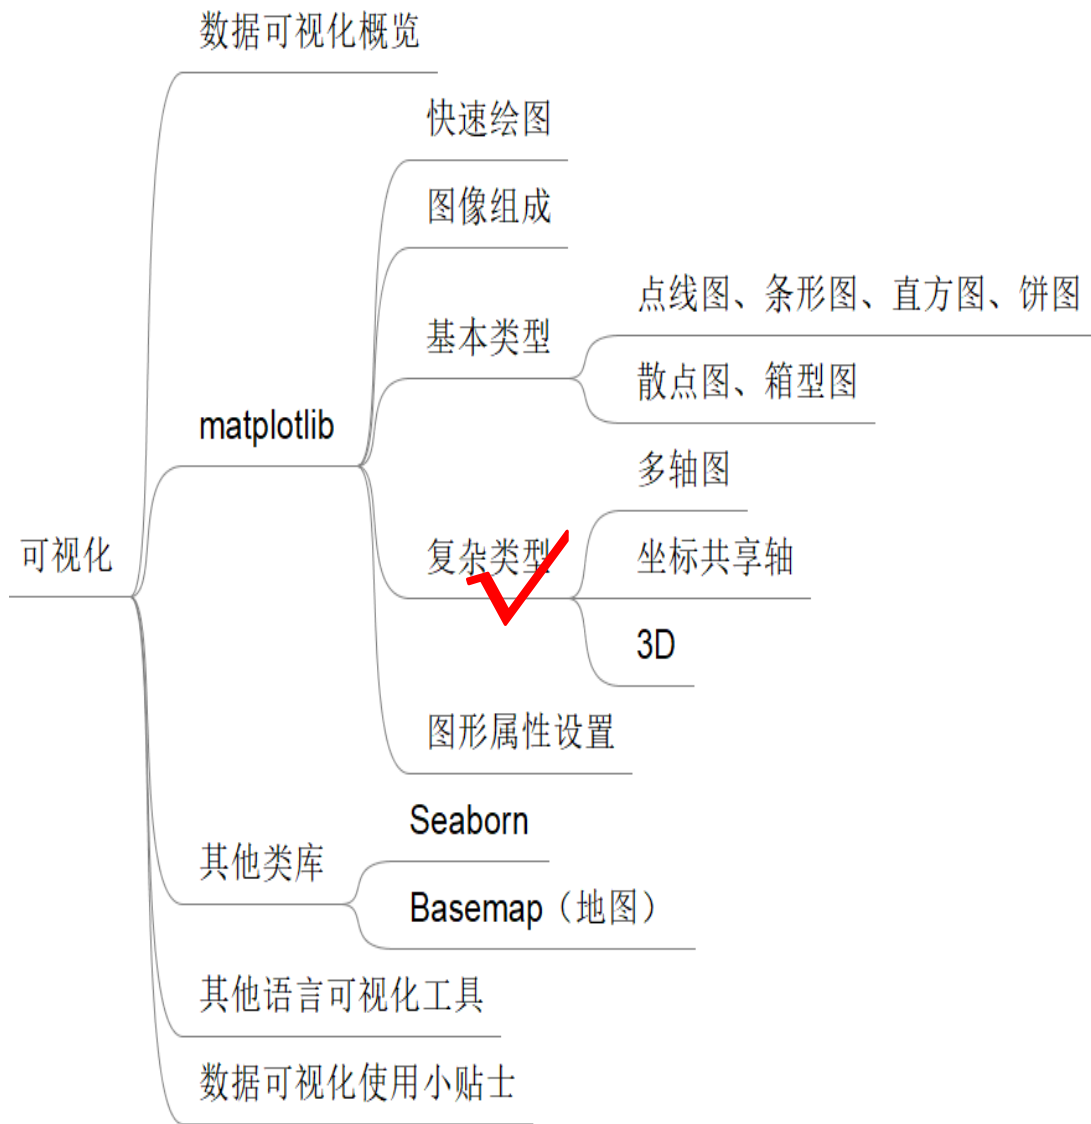 数据可视化概览
快速绘图
图像组成
点线图、条形图、直方图、饼图
基本类型
散点图、箱型图
matplotlib
多轴图
可视化
复杂类型
坐标共享轴
3D
图形属性设置
Seaborn
其他类库
Basemap（地图）
其他语言可视化工具
数据可视化使用小贴士